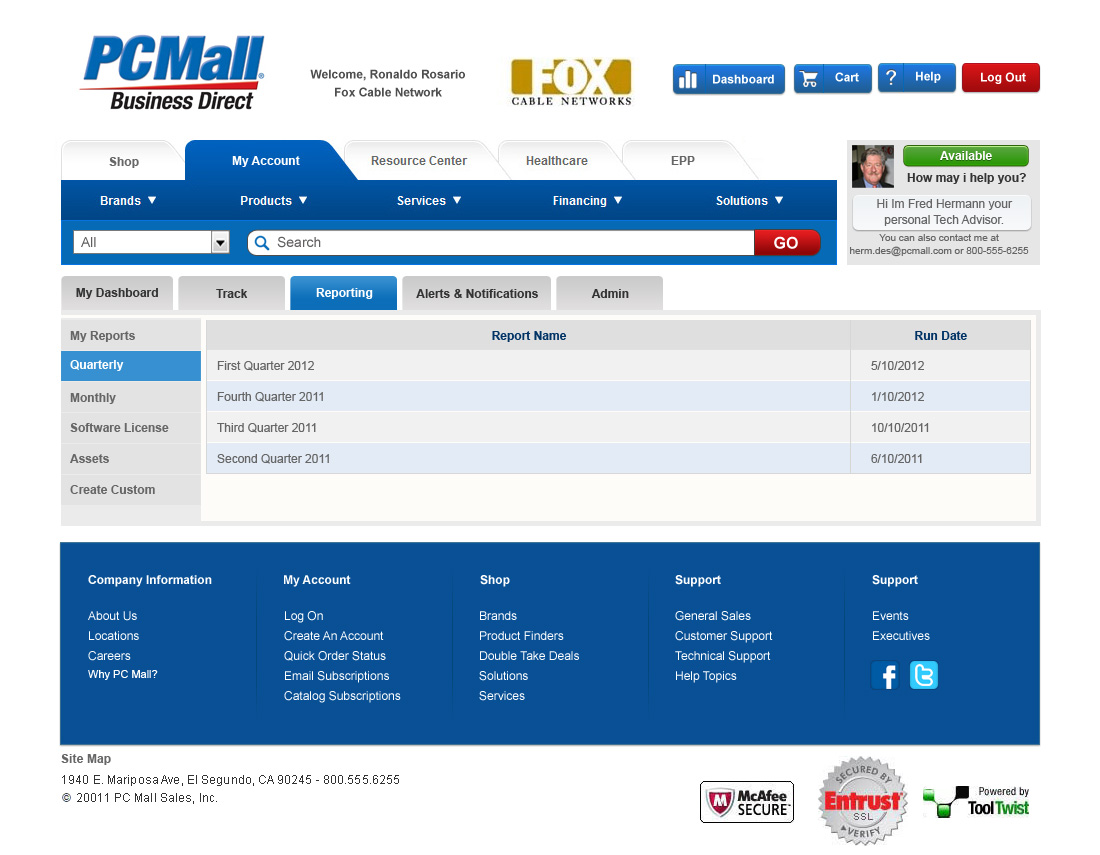 PCMall
Business Direct
Welcome, Ronaldo Rosario
Fox Cable Network
FOX
CABLE NETWORKS
Dashboard
Cart
? Help
Log Out
Shop
My Account
Resource Center
Healthcare
EPP
Brands ▼
Products ▼
Services ▼
Financing ▼
Solutions ▼
All
Search
GO
Available
How may i help you?
Hi Im Fred Hermann your
personal Tech Advisor.
You can also contact me at
herm.des@pcmall.com or 800-555-6255
My Dashboard
Track
Reporting
Alerts & Notifications
Admin
My Reports
Quarterly
Monthly
Software License
Assets
Create Custom
Report Name Run Date
First Quarter 2012 5/10/2012
Fourth Quarter 2011 1/10/2012
Third Quarter 2011 10/10/2011
Second Quarter 2011 6/10/2011
Company Information
About Us
Locations
Careers
Why PC Mall?
My Account
Log On
Create An Account
Quick Order Status
Email Subscriptions
Catalog Subscriptions
Shop
Brands
Product Finders
Double Take Deals
Solutions
Services
Support
General Sales
Customer Support
Technical Support
Help Topics
Support
Events
Executives
Site Map
1940 E. Mariposa Ave, El Segundo, CA 90245 - 800.555.6255
© 20011 PC Mall Sales, Inc.
McAfee
SECURE™
SECURED BY
Entrust
SSL
VERIFY
Powered by
ToolTwist